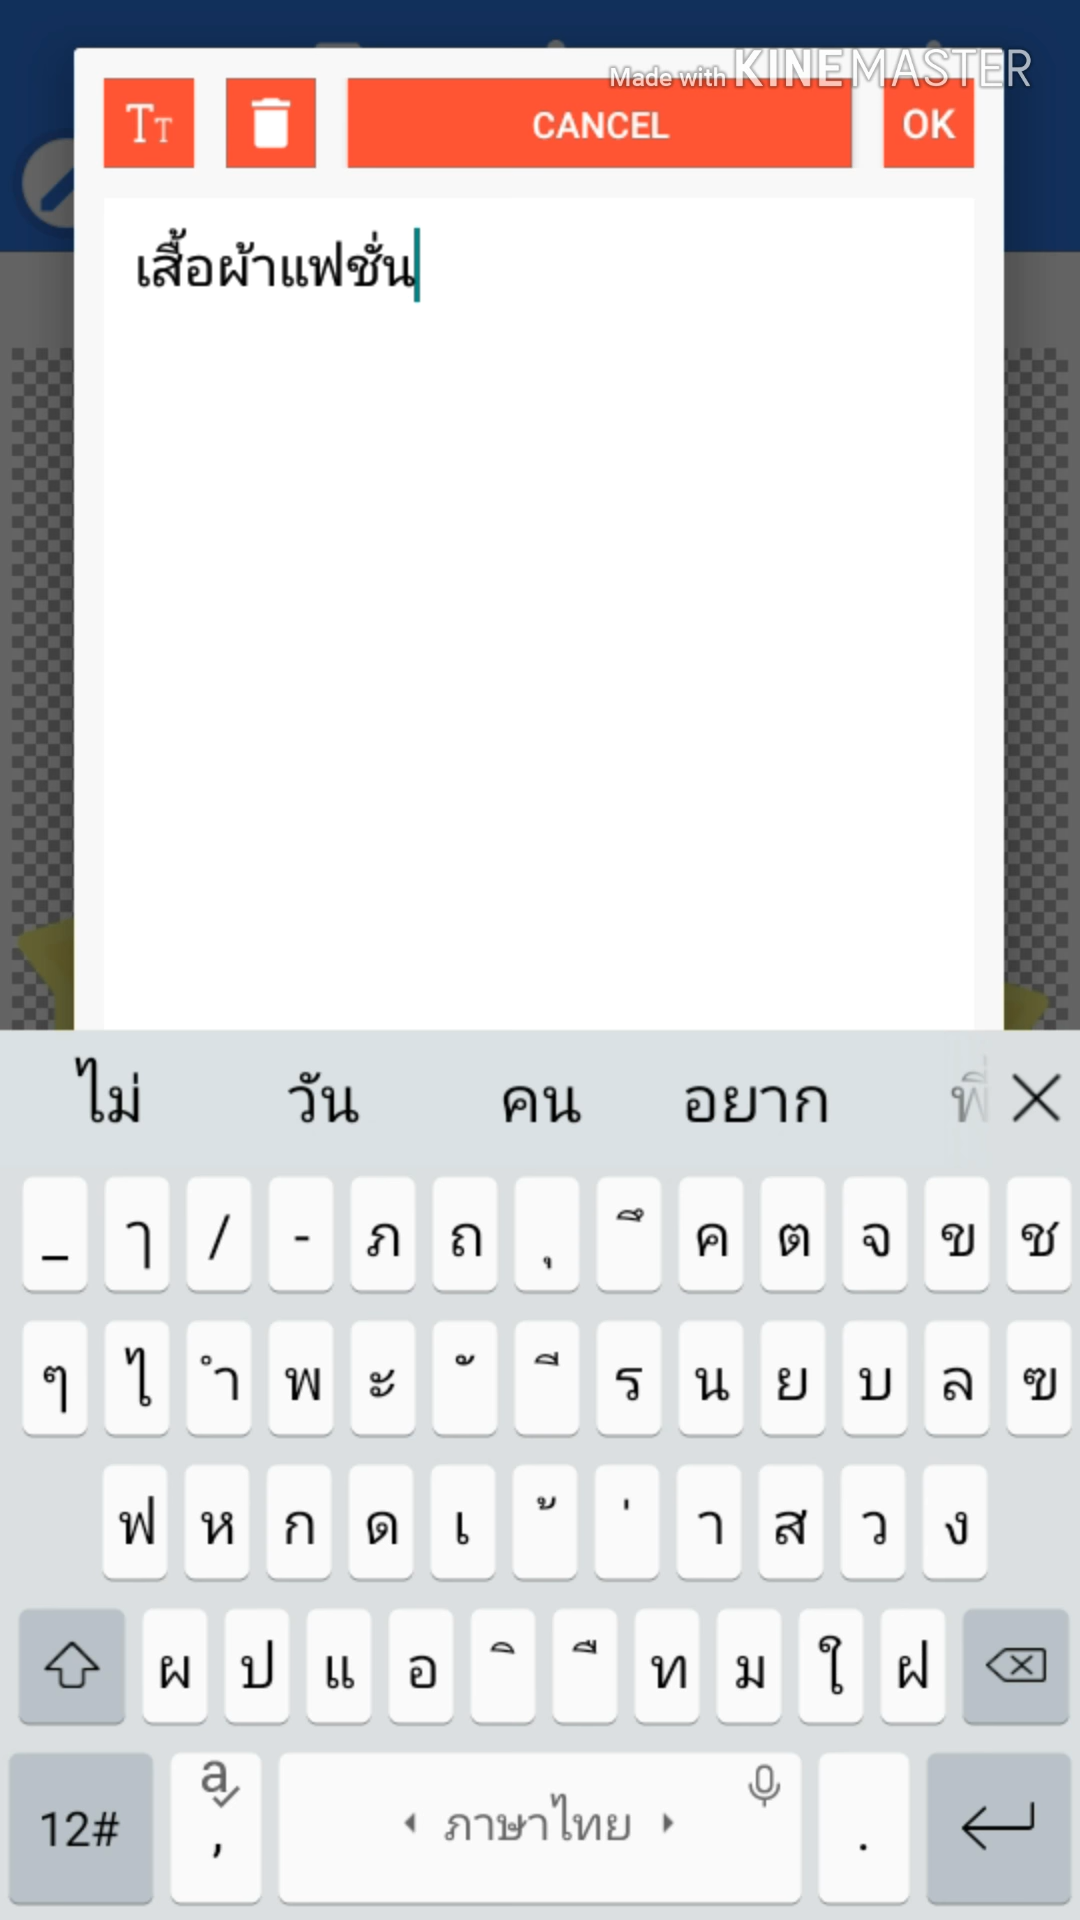 Made with KINEMASTER
TT CANCEL OK
เสื้อผ้าแฟชั่น
ไม่ วัน คน อยาก
_ ๅ / - ภ ถ ุ ึ ค ต จ ข ช
ๆ ไ ำ พ ะ ั ี ร น ย บ ล ฃ
ฟ ห ก ด เ ้ ่ า ส ว ง
ผ ป แ อ ิ ื ท ม ใ ฝ
12# a , ภาษาไทย .